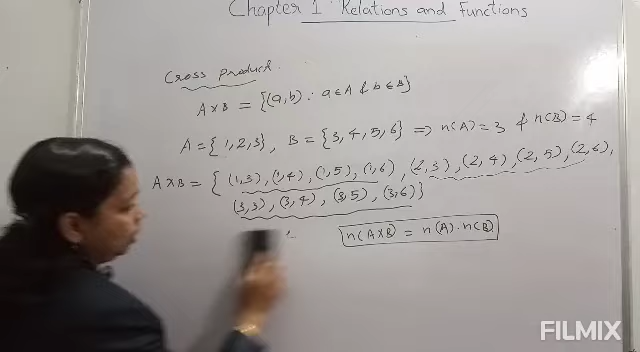 Chapter 1 Relations and Functions
Cross product.
A×B = {(a,b) : a∈A & b∈B}
A = {1,2,3}, B = {3,4,5,6} ⇒ n(A)=3 & n(B)=4
A×B = { (1,3), (1,4), (1,5), (1,6), (2,3), (2,4), (2,5), (2,6),
(3,3), (3,4), (3,5), (3,6)}
n(A×B) = n(A).n(B)
FILMIX